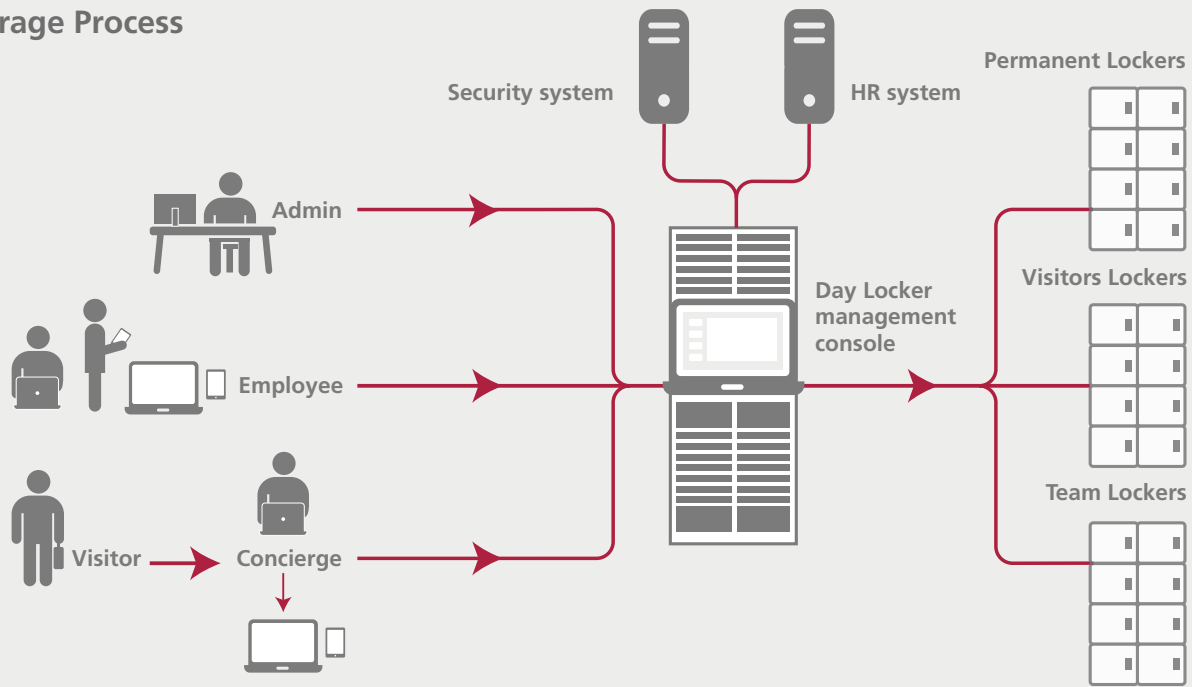 rage Process
Security system
HR system
Permanent Lockers
Admin
Visitors Lockers
Day Locker
management
console
Employee
Team Lockers
Visitor
Concierge